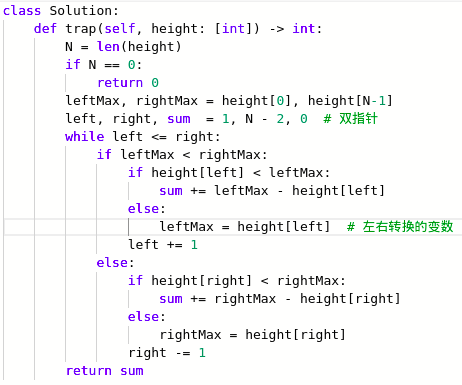 class Solution:
    def trap(self, height: [int]) -> int:
        N = len(height)
        if N == 0:
            return 0
        leftMax, rightMax = height[0], height[N-1]
        left, right, sum  = 1, N - 2, 0  # 双指针
        while left <= right:
            if leftMax < rightMax:
                if height[left] < leftMax:
                    sum += leftMax - height[left]
                else:
                    leftMax = height[left]  # 左右转换的变数
                left += 1
            else:
                if height[right] < rightMax:
                    sum += rightMax - height[right]
                else:
                    rightMax = height[right]
                right -= 1
        return sum